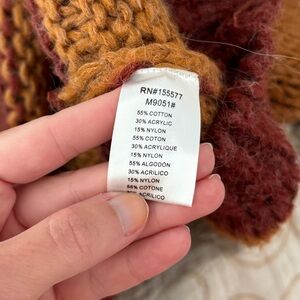 RN#155577
M9051#
55% COTTON
30% ACRYLIC
15% NYLON
55% COTON
30% ACRYLIQUE
15% NYLON
55% ALGODÓN
30% ACRILICO
15% NYLON
55% COTONE
ACRILICO